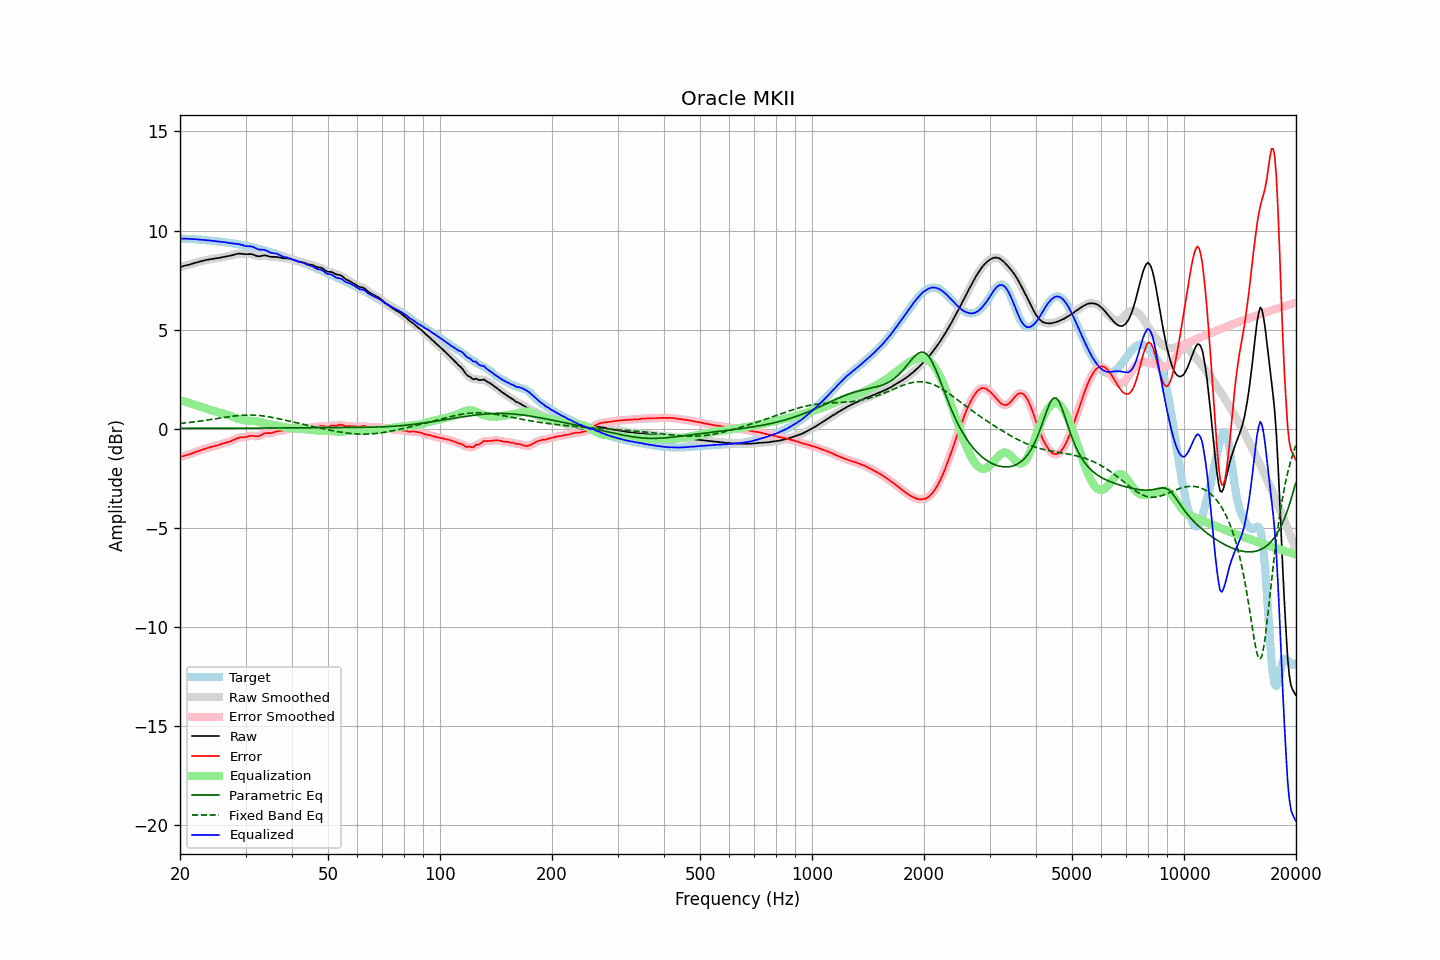 Oracle MKII
15
10
5
0
−5
−10
−15
−20
Amplitude (dBr)
Target
Raw Smoothed
Error Smoothed
Raw
Error
Equalization
Parametric Eq
Fixed Band Eq
Equalized
20 50 100 200 500 1000 2000 5000 10000 20000
Frequency (Hz)